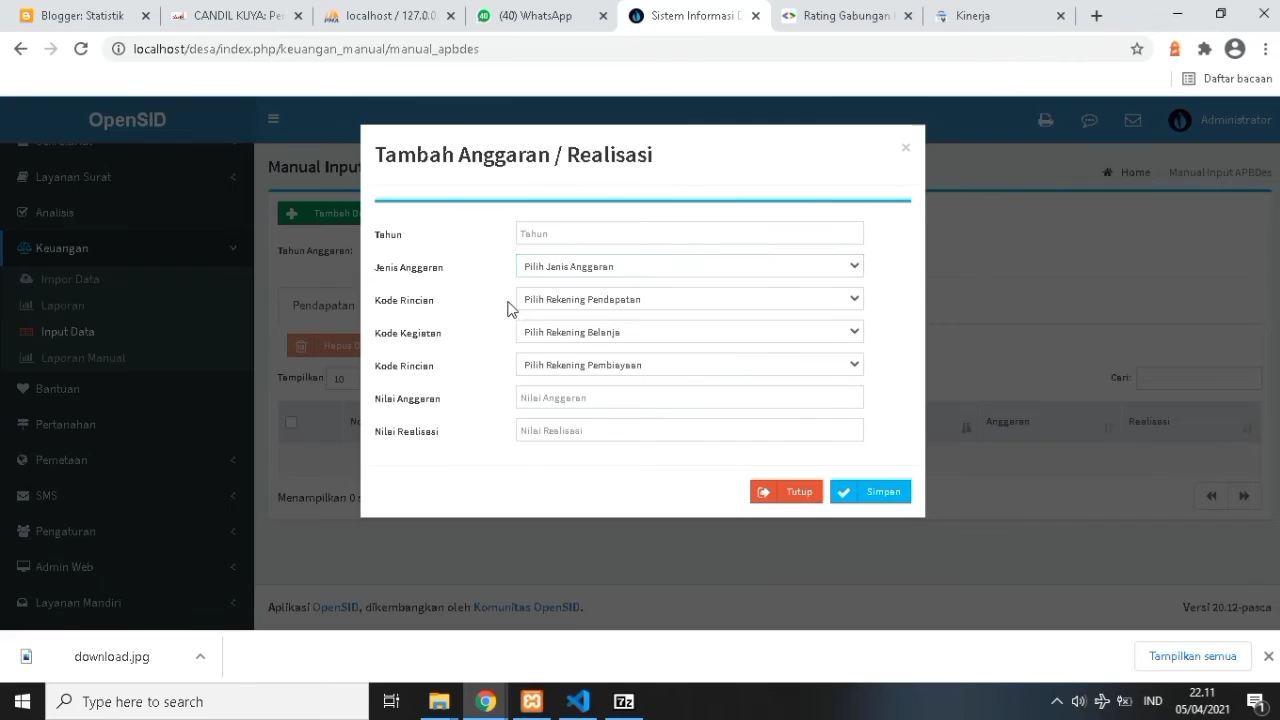 Blogger: Statistik
CANDIL KUYA: Per
localhost / 127.0.0
(40) WhatsApp
Sistem Informasi D
Rating Gabungan
Kinerja
localhost/desa/index.php/keuangan_manual/manual_apbdes
Daftar bacaan
OpenSID
Administrator
Layanan Surat
Analisis
Keuangan
Impor Data
Laporan
Input Data
Laporan Manual
Bantuan
Pertanahan
Pemetaan
SMS
Pengaturan
Admin Web
Layanan Mandiri
Manual Input
Home
Manual Input APBDes
Tambah D
Tahun Anggaran:
Pendapatan
Hapus D
Tampilkan 10
Cari:
No
Anggaran
Realisasi
Menampilkan 0 s
Tambah Anggaran / Realisasi
×
Tahun
Tahun
Jenis Anggaran
Pilih Jenis Anggaran
Kode Rincian
Pilih Rekening Pendapatan
Kode Kegiatan
Pilih Rekening Belanja
Kode Rincian
Pilih Rekening Pembiayaan
Nilai Anggaran
Nilai Anggaran
Nilai Realisasi
Nilai Realisasi
Tutup
Simpan
Aplikasi OpenSID, dikembangkan oleh Komunitas OpenSID.
Versi 20.12-pasca
download.jpg
Tampilkan semua
Type here to search
IND
22.11
05/04/2021